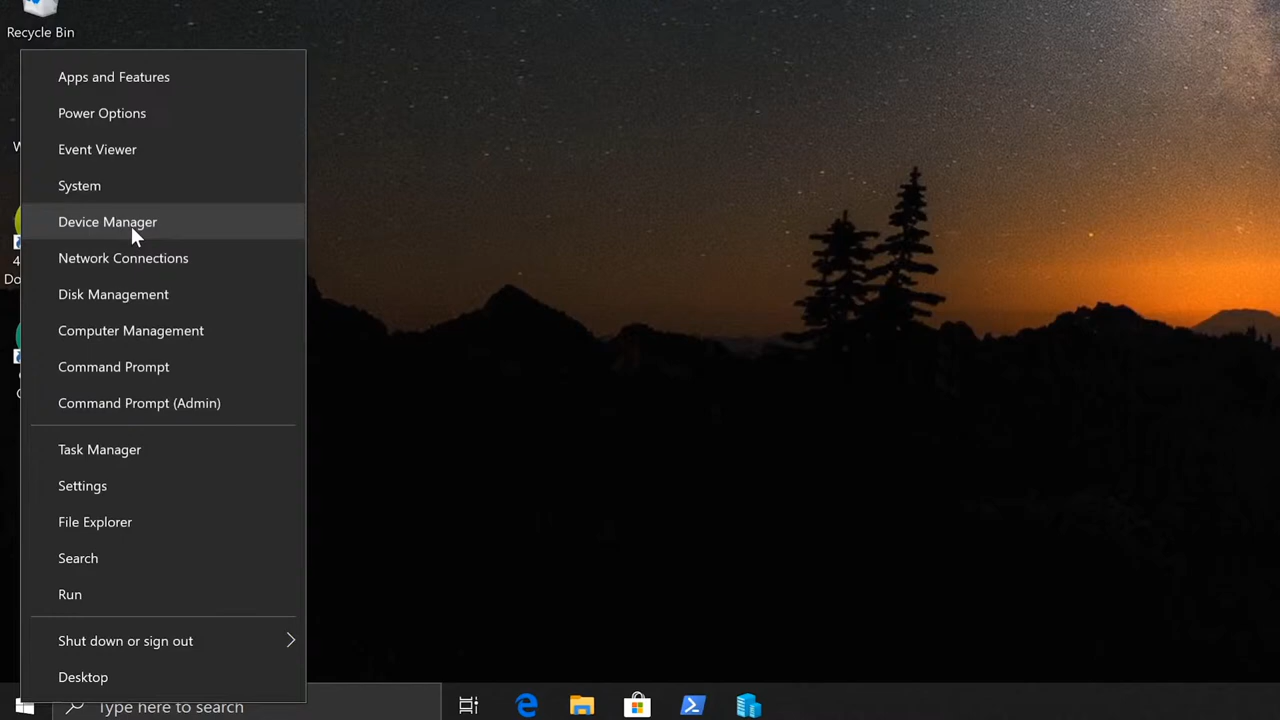 Recycle Bin
Apps and Features
Power Options
Event Viewer
System
Device Manager
Network Connections
Disk Management
Computer Management
Command Prompt
Command Prompt (Admin)
Task Manager
Settings
File Explorer
Search
Run
Shut down or sign out
Desktop
Type here to search